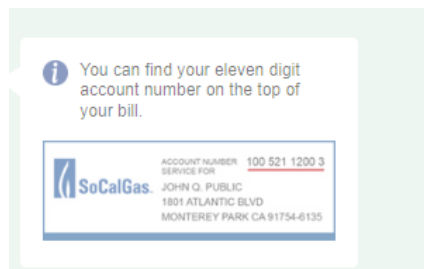 You can find your eleven digit
account number on the top of
your bill.
ACCOUNT NUMBER 100 521 1200 3
SERVICE FOR
SoCalGas. JOHN Q. PUBLIC
1801 ATLANTIC BLVD
MONTEREY PARK CA 91754-6135